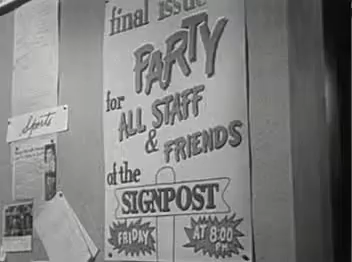 Sports
final issue
PARTY
for
ALL STAFF
&
FRIENDS
of the
SIGNPOST
FRIDAY
AT 8:00
P.M.